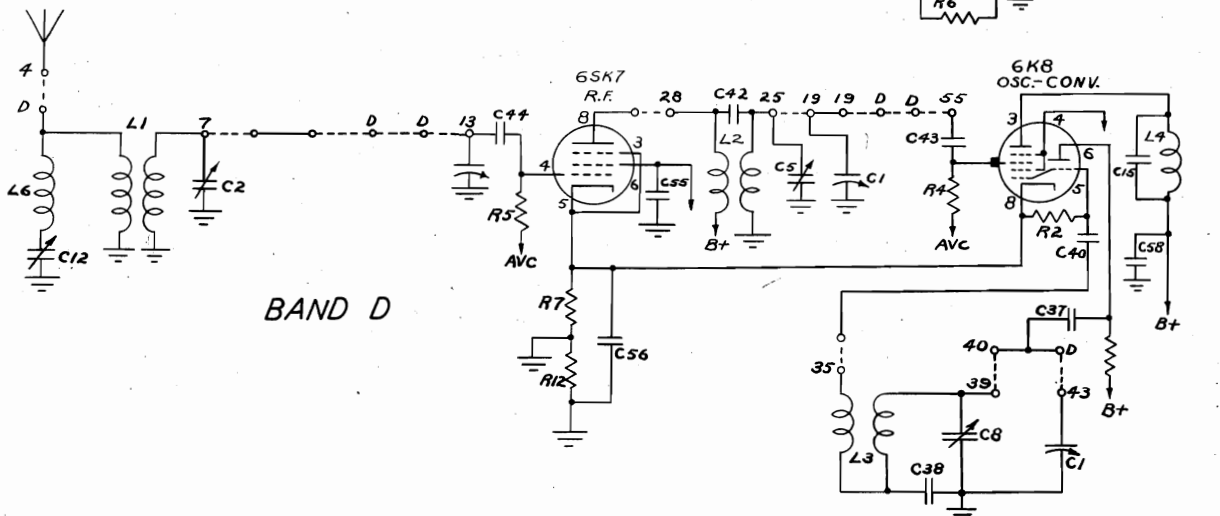 R6
6K8
OSC.-CONV.
6SK7
R.F.
4
D
L1
7
D
D
13
C44
8
28
C42
25
19
19
D
D
55
3
4
L4
C43
6
L2
3
4
6
5
C55
C5
C1
C15
L6
C2
R5
R4
8
5
R2
C12
AVC
B+
AVC
C40
C58
BAND D
R7
C56
C37
B+
R12
35
40
D
39
43
B+
C8
L3
C1
C38